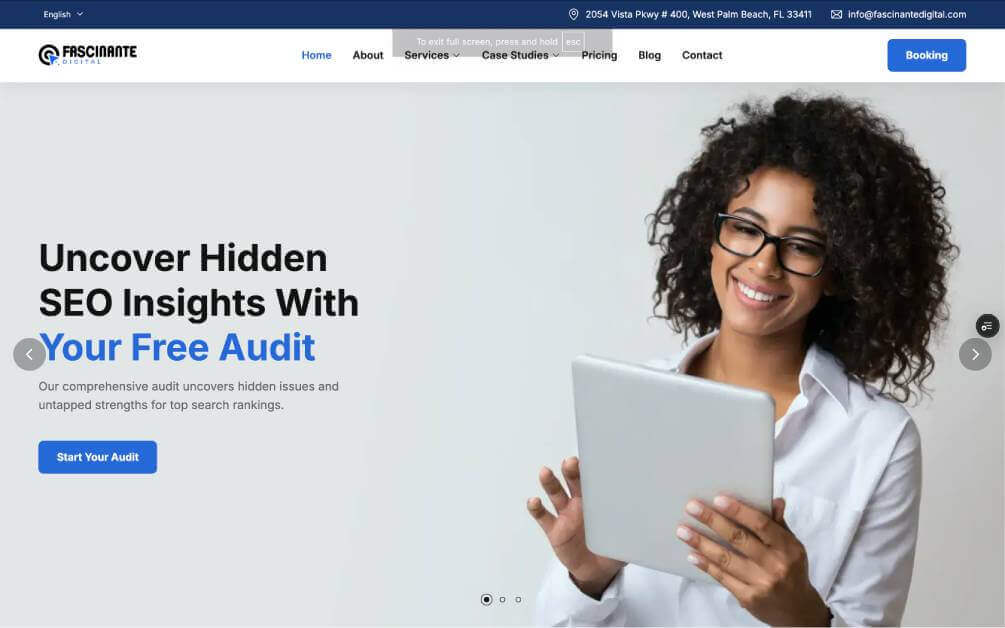 English
2054 Vista Pkwy # 400, West Palm Beach, FL 33411
info@fascinantedigital.com
To exit full screen, press and hold esc
FASCINANTE
DIGITAL
Home
About
Services
Case Studies
Pricing
Blog
Contact
Booking
Uncover Hidden
SEO Insights With
Your Free Audit
Our comprehensive audit uncovers hidden issues and
untapped strengths for top search rankings.
Start Your Audit